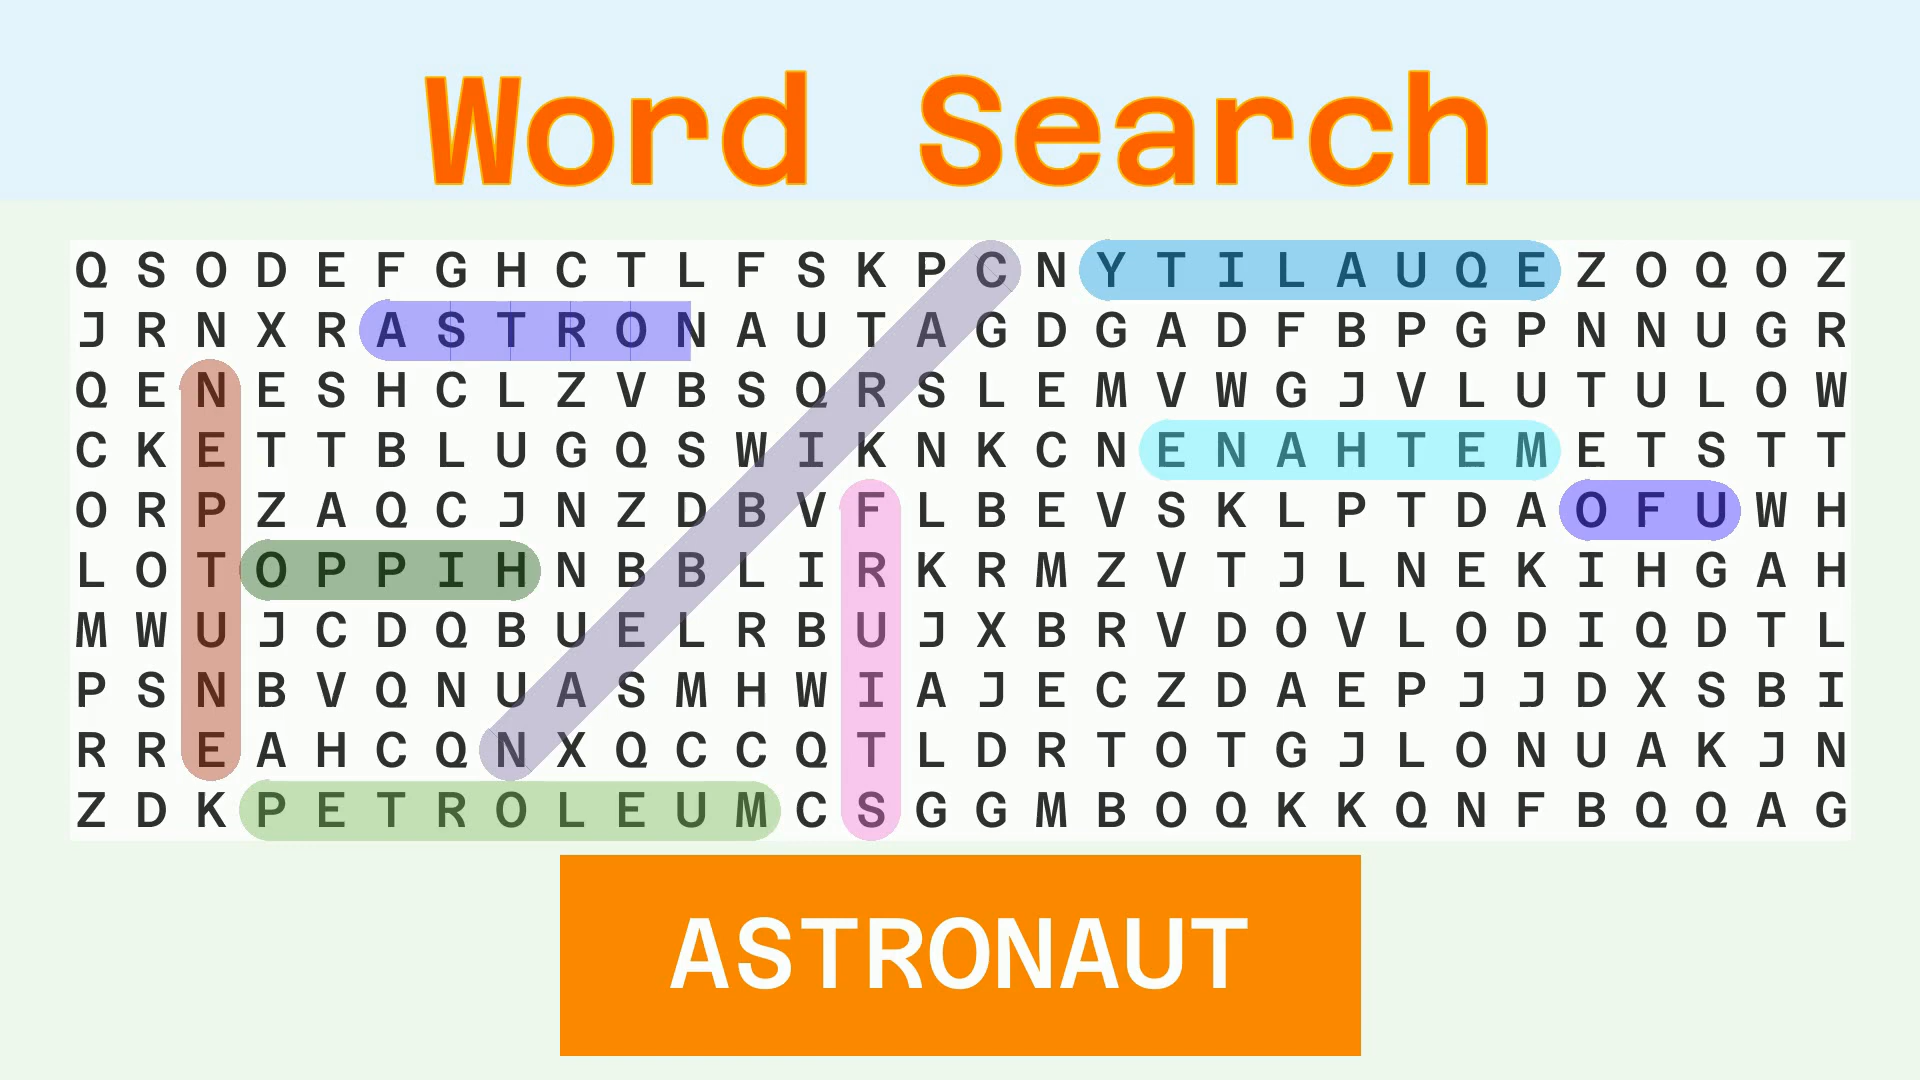 Word Search
Q S O D E F G H C T L F S K P C N Y T I L A U Q E Z O Q O Z
J R N X R A S T R O N A U T A G D G A D F B P G P N N U G R
Q E N E S H C L Z V B S Q R S L E M V W G J V L U T U L O W
C K E T T B L U G Q S W I K N K C N E N A H T E M E T S T T
O R P Z A Q C J N Z D B V F L B E V S K L P T D A O F U W H
L O T O P P I H N B B L I R K R M Z V T J L N E K I H G A H
M W U J C D Q B U E L R B U J X B R V D O V L O D I Q D T L
P S N B V Q N U A S M H W I A J E C Z D A E P J J D X S B I
R R E A H C Q N X Q C C Q T L D R T O T G J L O N U A K J N
Z D K P E T R O L E U M C S G G M B O Q K K Q N F B Q Q A G
ASTRONAUT